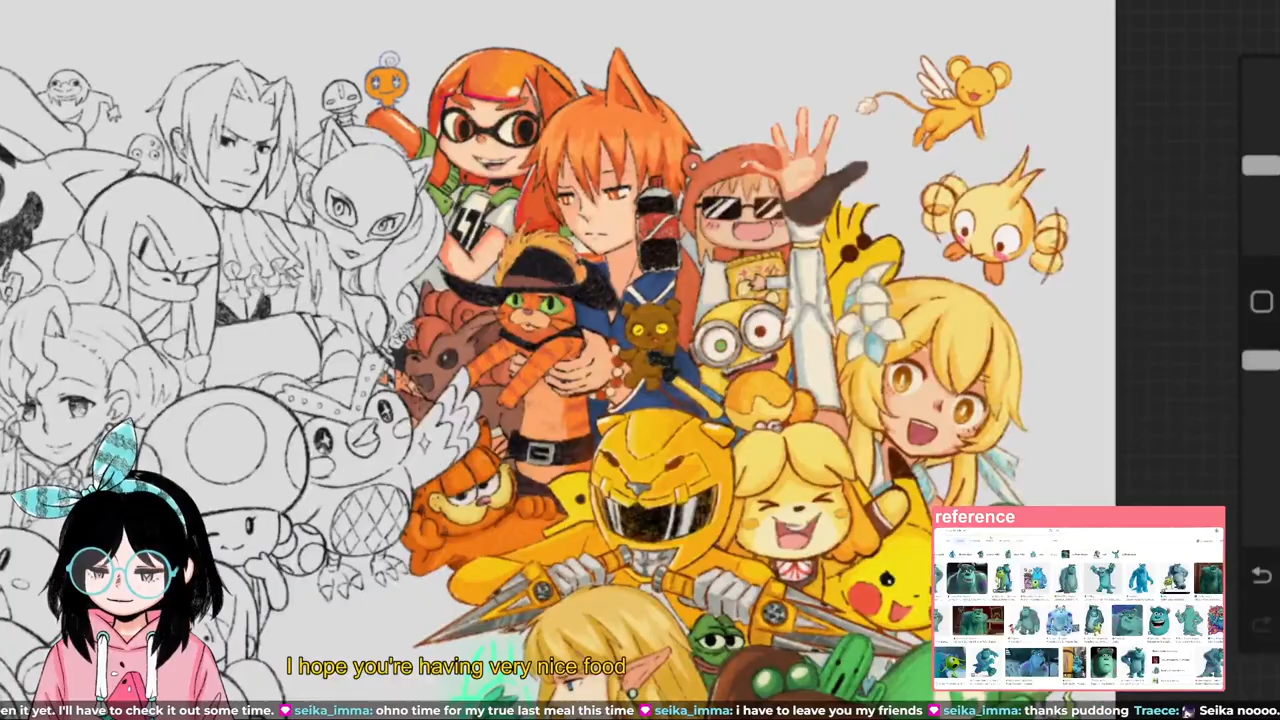 reference
I hope you're having very nice food
en it yet. I'll have to check it out some time. seika_imma: ohno time for my true last meal this time seika_imma: i have to leave you my friends seika_imma: thanks puddong Traece: Seika noooo.